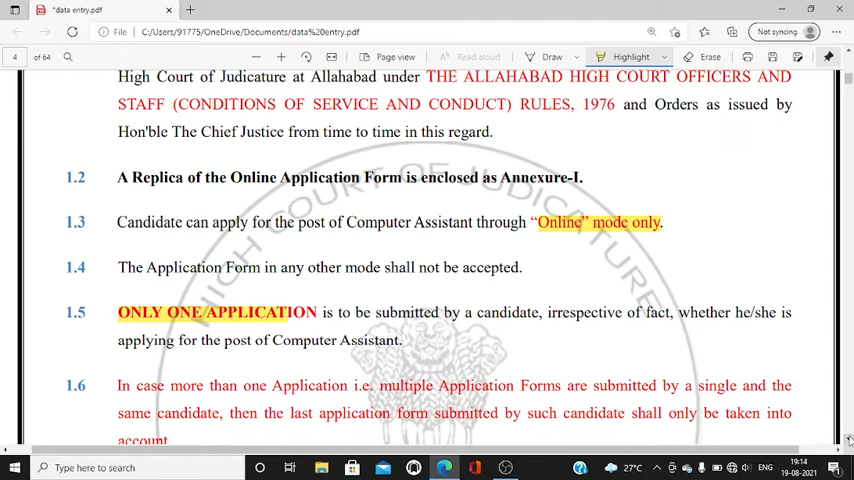 *data entry.pdf
File
C:/Users/91775/OneDrive/Documents/data%20entry.pdf
Not syncing
4 of 64
Page view
Read aloud
Draw
Highlight
Erase
High Court of Judicature at Allahabad under THE ALLAHABAD HIGH COURT OFFICERS AND
STAFF (CONDITIONS OF SERVICE AND CONDUCT) RULES, 1976 and Orders as issued by
Hon'ble The Chief Justice from time to time in this regard.
1.2 A Replica of the Online Application Form is enclosed as Annexure-I.
1.3 Candidate can apply for the post of Computer Assistant through “Online” mode only.
1.4 The Application Form in any other mode shall not be accepted.
1.5 ONLY ONE APPLICATION is to be submitted by a candidate, irrespective of fact, whether he/she is
applying for the post of Computer Assistant.
1.6 In case more than one Application i.e. multiple Application Forms are submitted by a single and the
same candidate, then the last application form submitted by such candidate shall only be taken into
account
HIGH COURT OF JUDICATURE
Type here to search
27°C
ENG
19:14
19-08-2021